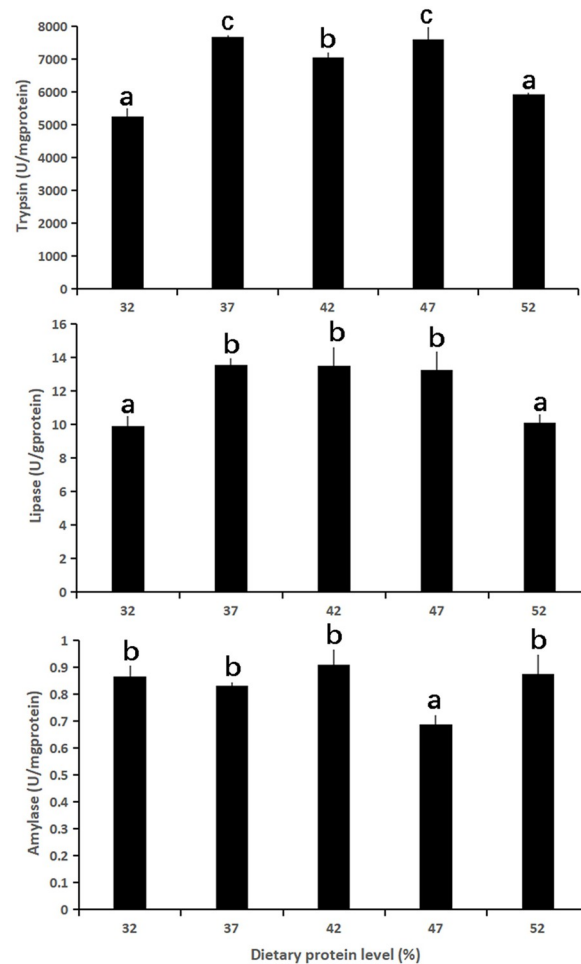 Trypsin (U/mgprotein)
8000
7000
6000
5000
4000
3000
2000
1000
0
a
c
b
c
a
32 37 42 47 52
Lipase (U/gprotein)
16
14
12
10
8
6
4
2
0
a
b
b
b
a
32 37 42 47 52
Amylase (U/mgprotein)
1
0.9
0.8
0.7
0.6
0.5
0.4
0.3
0.2
0.1
0
b
b
b
a
b
32 37 42 47 52
Dietary protein level (%)